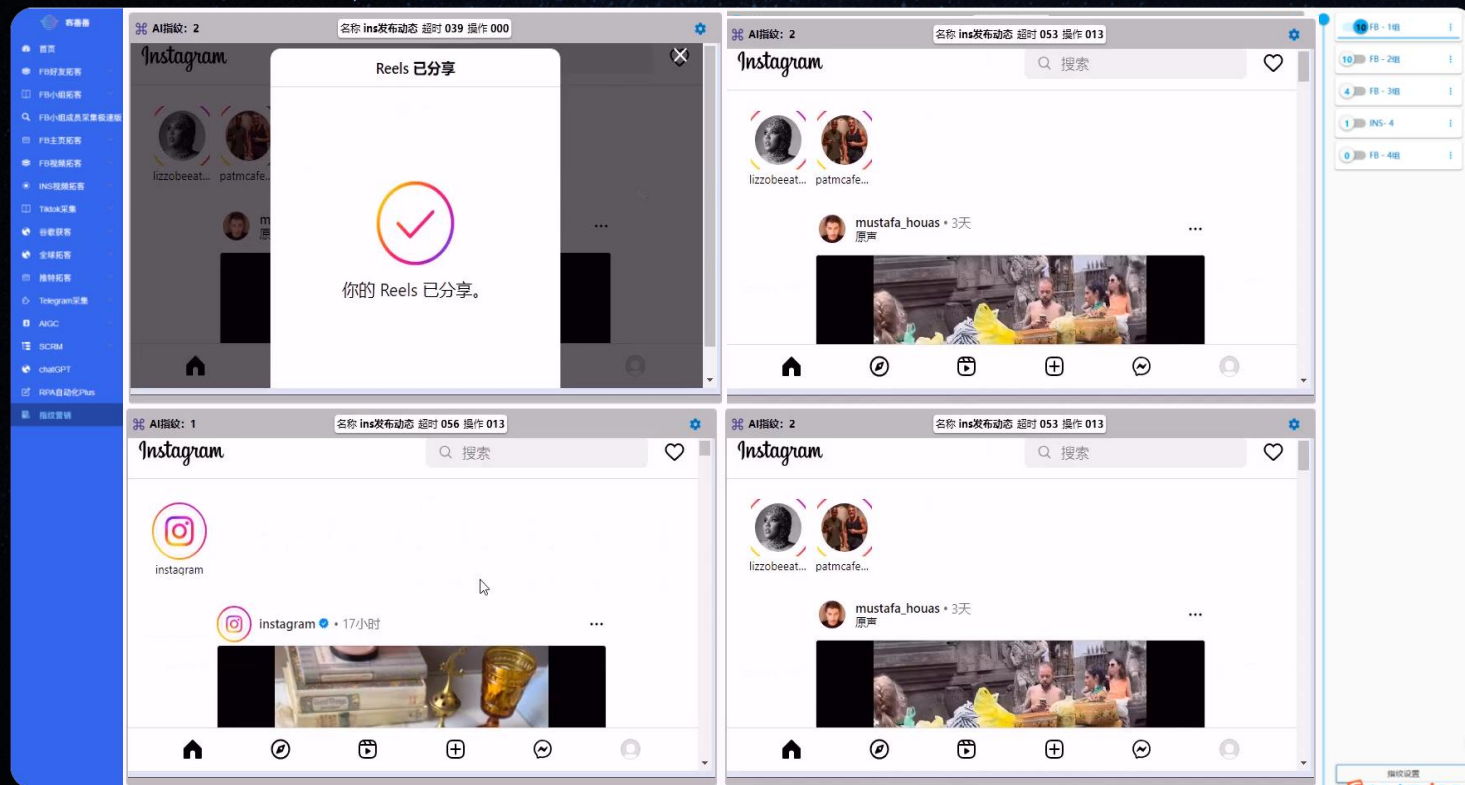 客善善
首页
FB好友拓客
FB小组拓客
FB小组成员采集极速版
FB主页拓客
FB视频拓客
INS视频拓客
Tiktok采集
谷歌获客
全球拓客
推特拓客
Telegram采集
AIGC
SCRM
chatGPT
RPA自动化Plus
指纹营销
AI指紋：2
名称 ins发布动态 超时 039 操作 000
Instagram
Reels 已分享
lizzobeeat...
patmcafe...
m
原
你的 Reels 已分享。
AI指紋：2
名称 ins发布动态 超时 053 操作 013
Instagram
搜索
lizzobeeat...
patmcafe...
mustafa_houas • 3天
原声
AI指紋：1
名称 ins发布动态 超时 056 操作 013
Instagram
搜索
instagram
instagram • 17小时
AI指紋：2
名称 ins发布动态 超时 053 操作 013
Instagram
搜索
lizzobeeat...
patmcafe...
mustafa_houas • 3天
原声
10 FB - 1组
10 FB - 2组
4 FB - 3组
1 INS- 4
0 FB - 4组
指纹设置